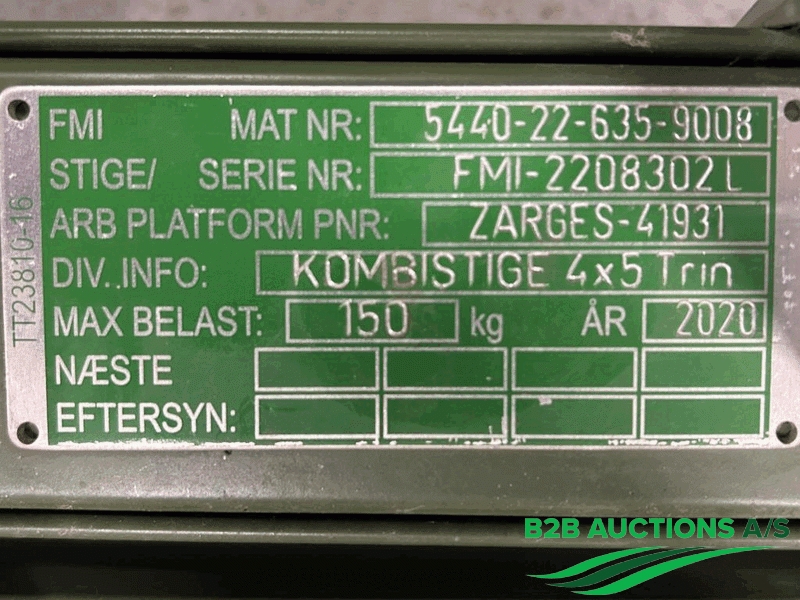 FMI MAT NR: 5440-22-635-9008
STIGE/ SERIE NR: FMI-2208302L
ARB PLATFORM PNR: ZARGES-41931
DIV. INFO: KOMBISTIGE 4x5 Trin
MAX BELAST: 150 kg ÅR 2020
NÆSTE
EFTERSYN:
TT23810-16
B2B AUCTIONS A/S